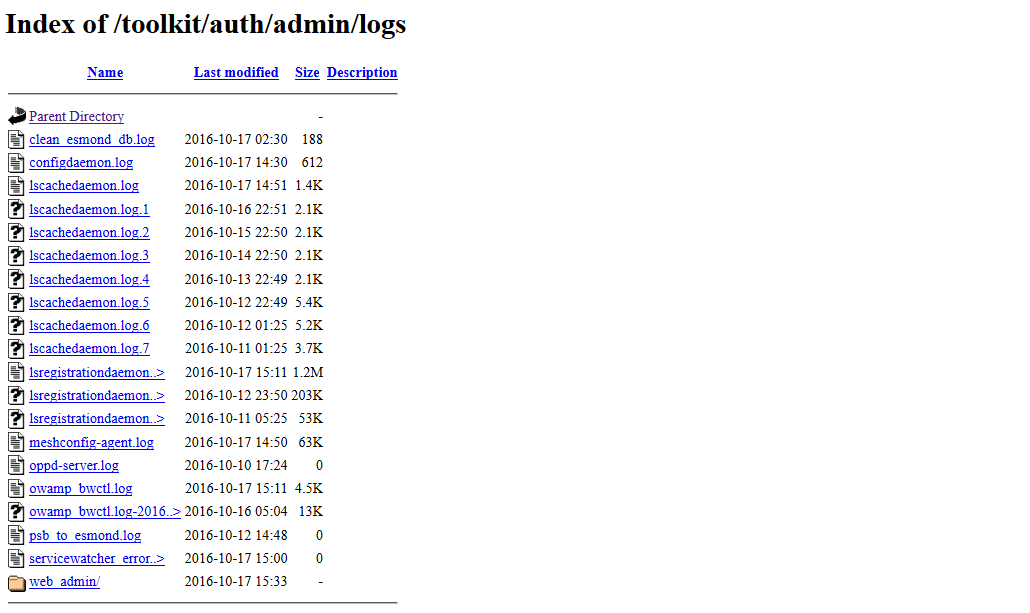 Index of /toolkit/auth/admin/logs
Name Last modified Size Description
Parent Directory -
clean_esmond_db.log 2016-10-17 02:30 188
configdaemon.log 2016-10-17 14:30 612
lscachedaemon.log 2016-10-17 14:51 1.4K
lscachedaemon.log.1 2016-10-16 22:51 2.1K
lscachedaemon.log.2 2016-10-15 22:50 2.1K
lscachedaemon.log.3 2016-10-14 22:50 2.1K
lscachedaemon.log.4 2016-10-13 22:49 2.1K
lscachedaemon.log.5 2016-10-12 22:49 5.4K
lscachedaemon.log.6 2016-10-12 01:25 5.2K
lscachedaemon.log.7 2016-10-11 01:25 3.7K
lsregistrationdaemon..> 2016-10-17 15:11 1.2M
lsregistrationdaemon..> 2016-10-12 23:50 203K
lsregistrationdaemon..> 2016-10-11 05:25 53K
meshconfig-agent.log 2016-10-17 14:50 63K
oppd-server.log 2016-10-10 17:24 0
owamp_bwctl.log 2016-10-17 15:11 4.5K
owamp_bwctl.log-2016..> 2016-10-16 05:04 13K
psb_to_esmond.log 2016-10-12 14:48 0
servicewatcher_error..> 2016-10-17 15:00 0
web_admin/ 2016-10-17 15:33 -